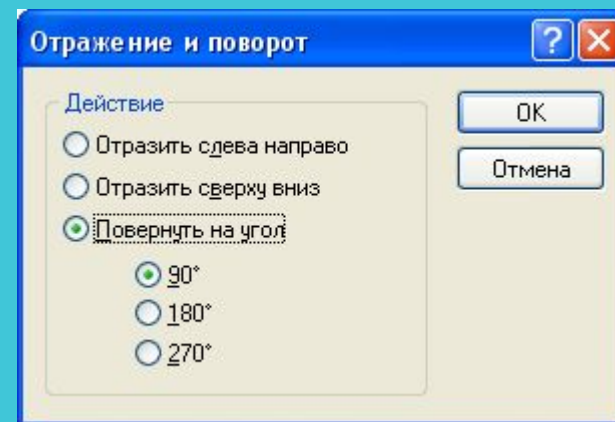 Отражение и поворот
Действие
Отразить слева направо
Отразить сверху вниз
Повернуть на угол
90°
180°
270°
OK
Отмена